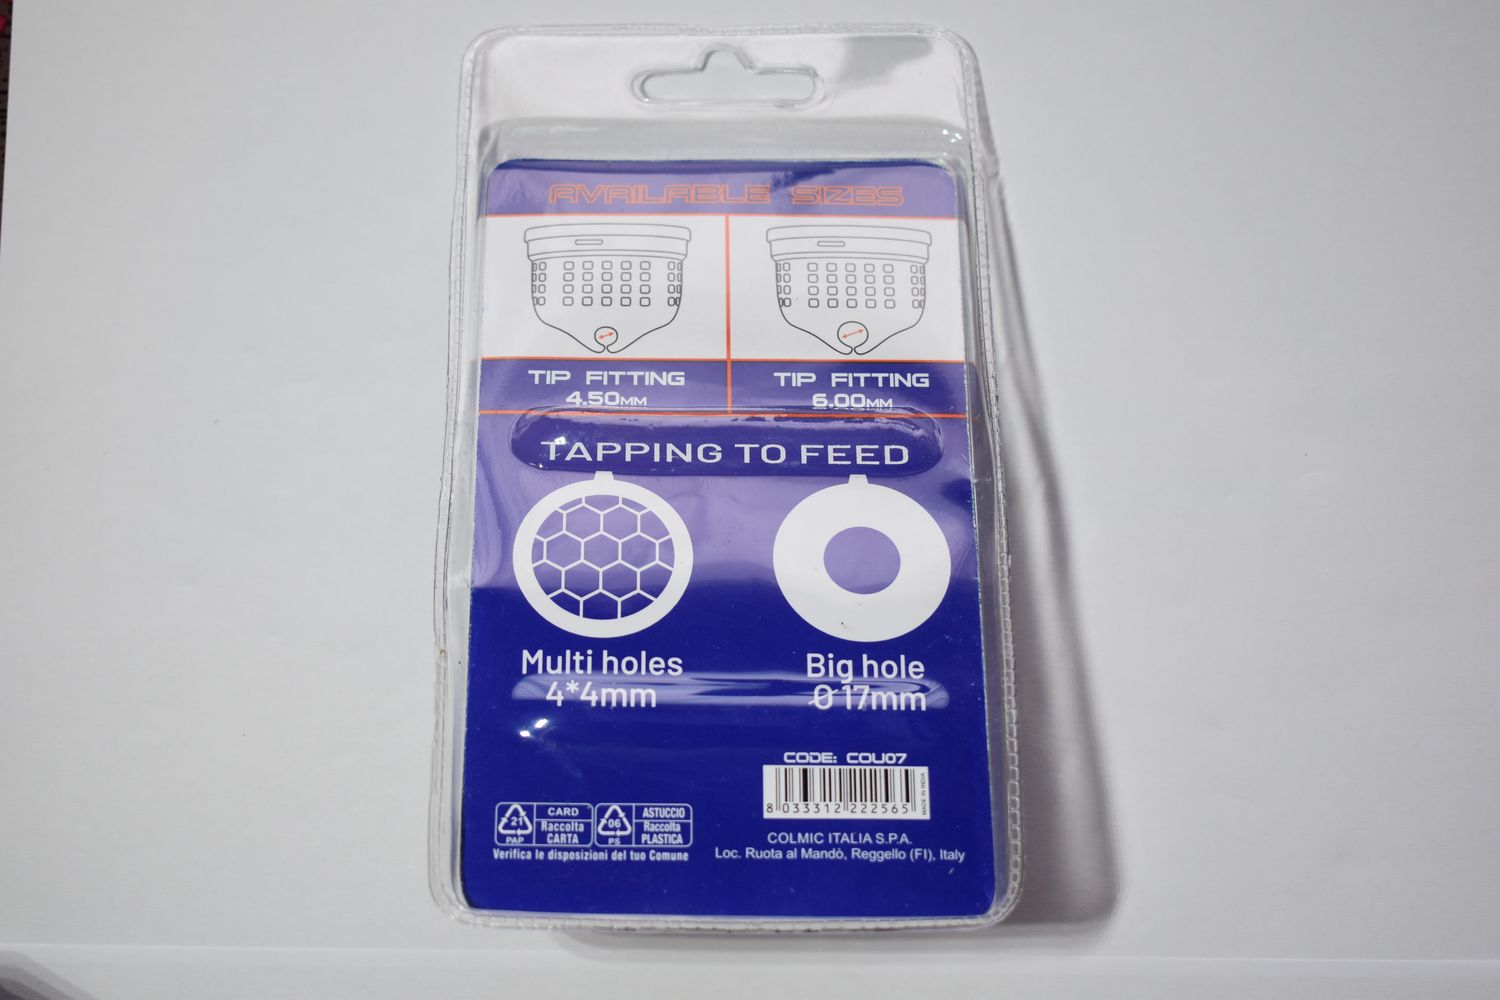 AVAILABLE SIZES
TIP FITTING
4.50MM
TIP FITTING
6.00MM
TAPPING TO FEED
Multi holes
4*4mm
Big hole
Ø 17mm
CODE: COU07
8 033312 222565
MADE IN INDIA
21
PAP
CARD
Raccolta
CARTA
06
PS
ASTUCCIO
Raccolta
PLASTICA
Verifica le disposizioni del tuo Comune
COLMIC ITALIA S.P.A.
Loc. Ruota al Mandò, Reggello (FI), Italy